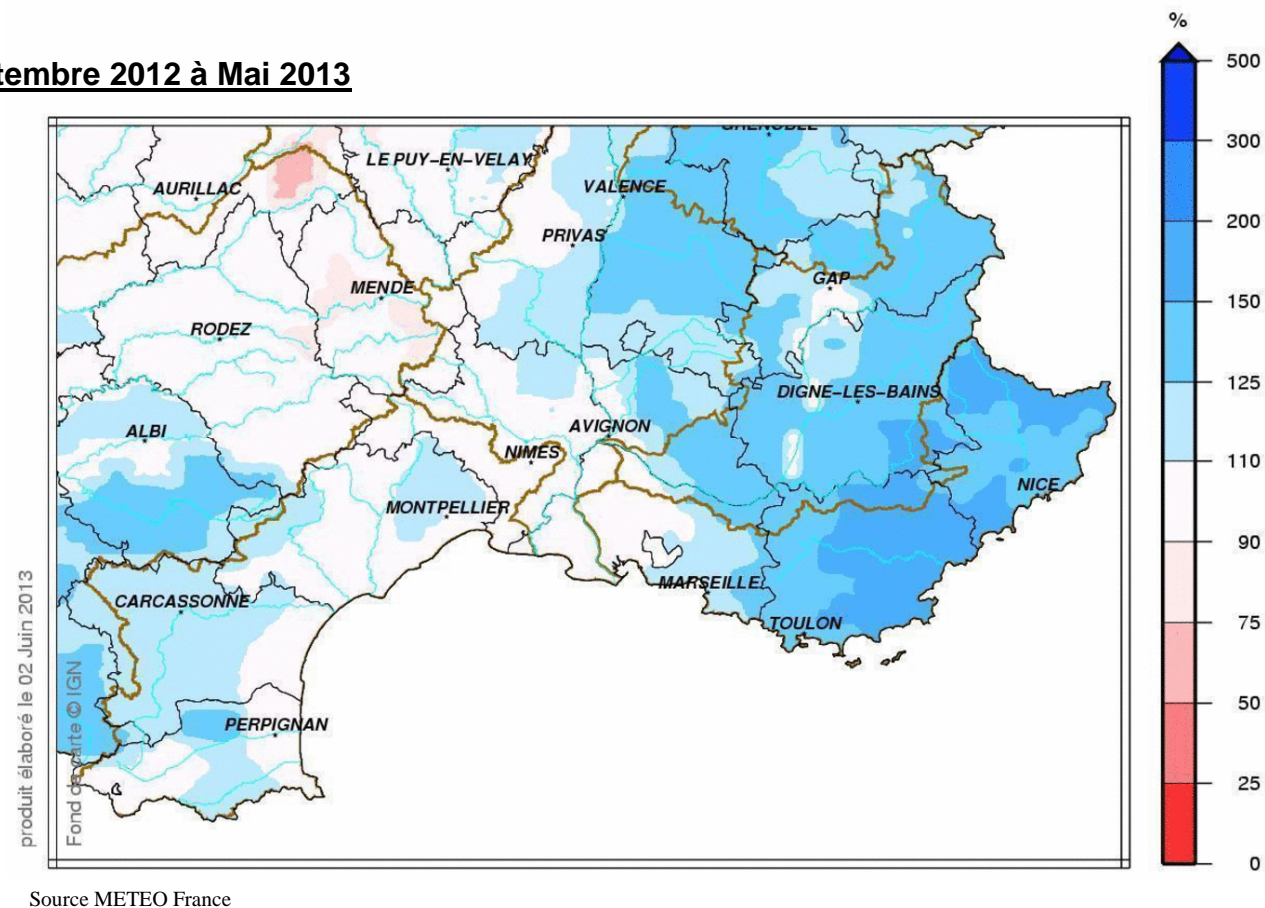 tembre 2012 à Mai 2013
%
500
300
200
150
125
110
90
75
50
25
0
GRENOBLE
LE PUY-EN-VELAY
AURILLAC
VALENCE
PRIVAS
GAP
MENDE
RODEZ
DIGNE-LES-BAINS
ALBI
AVIGNON
NIMES
NICE
MONTPELLIER
MARSEILLE
CARCASSONNE
TOULON
PERPIGNAN
produit élaboré le 02 Juin 2013
Fond de carte © IGN
Source METEO France